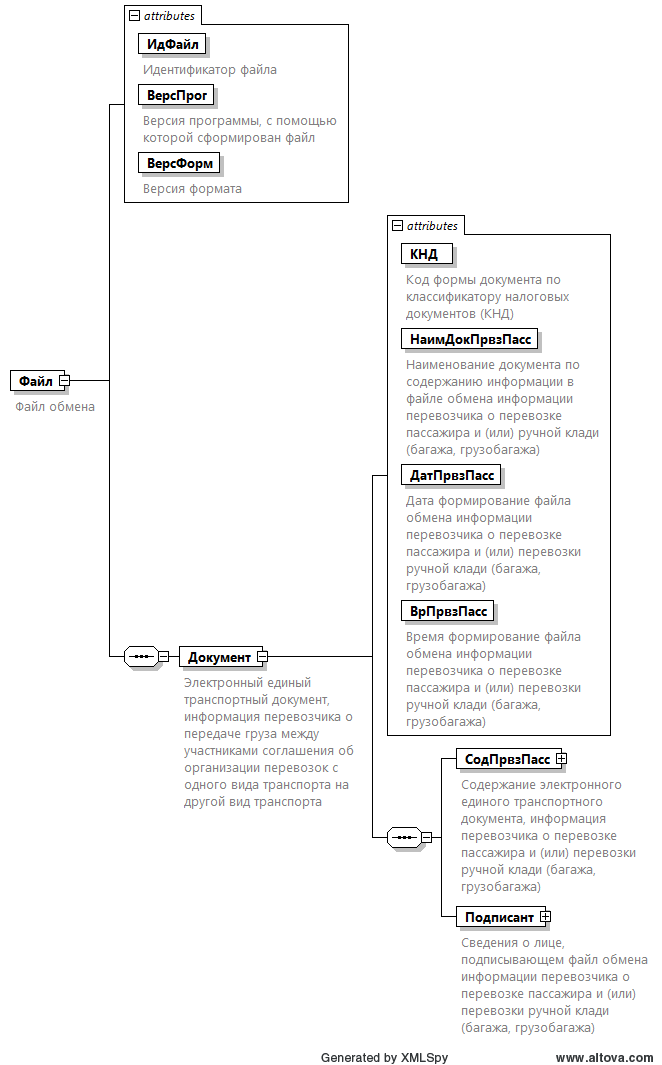 attributes
ИдФайл
Идентификатор файла
ВерсПрог
Версия программы, с помощью
которой сформирован файл
ВерсФорм
Версия формата
Файл
Файл обмена
Документ
Электронный единый
транспортный документ,
информация перевозчика о
передаче груза между
участниками соглашения об
организации перевозок с
одного вида транспорта на
другой вид транспорта
attributes
КНД
Код формы документа по
классификатору налоговых
документов (КНД)
НаимДокПрвзПасс
Наименование документа по
содержанию информации в
файле обмена информации
перевозчика о перевозке
пассажира и (или) ручной клади
(багажа, грузобагажа)
ДатПрвзПасс
Дата формирование файла
обмена информации
перевозчика о перевозке
пассажира и (или) перевозки
ручной клади (багажа,
грузобагажа)
ВрПрвзПасс
Время формирование файла
обмена информации
перевозчика о перевозке
пассажира и (или) перевозки
ручной клади (багажа,
грузобагажа)
СодПрвзПасс
Содержание электронного
единого транспортного
документа, информация
перевозчика о перевозке
пассажира и (или) перевозки
ручной клади (багажа,
грузобагажа)
Подписант
Сведения о лице,
подписывающем файл обмена
информации перевозчика о
перевозке пассажира и (или)
перевозки ручной клади
(багажа, грузобагажа)
Generated by XMLSpy
www.altova.com